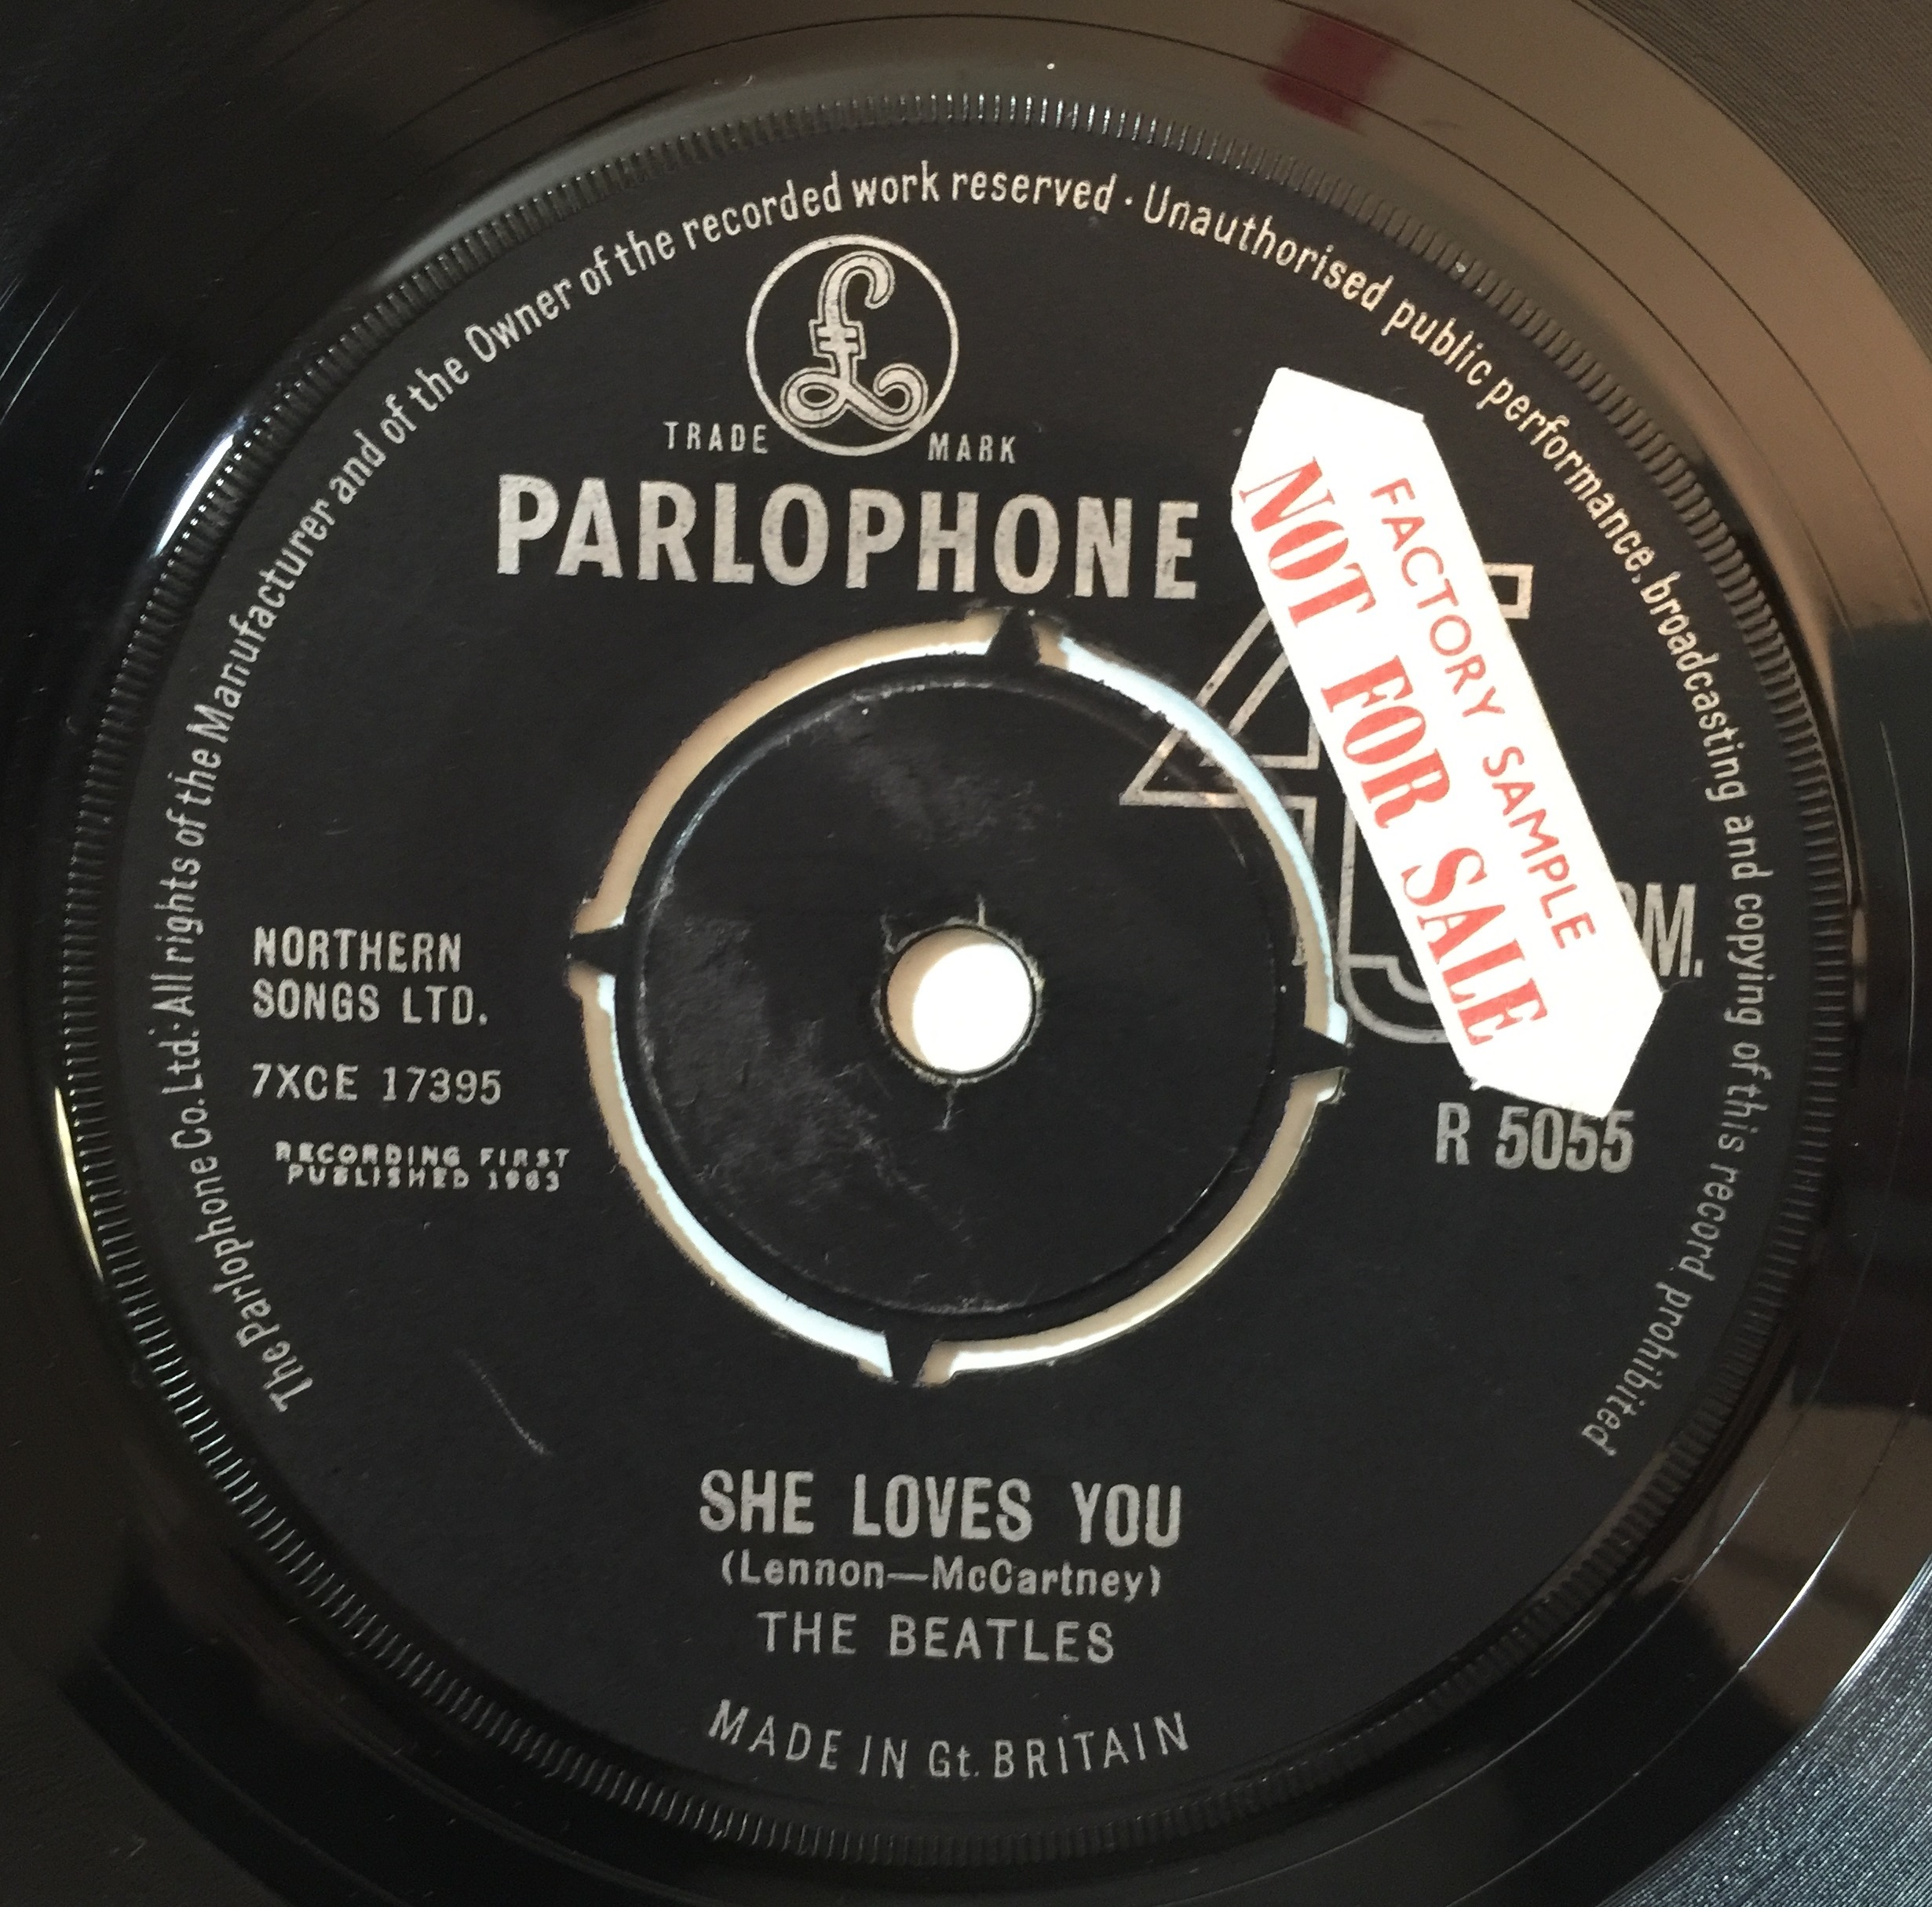 The Parlophone Co. Ltd. · All rights of the Manufacturer and of the Owner of the recorded work reserved · Unauthorised public performance, broadcasting and copying of this record prohibited
£
TRADE MARK
PARLOPHONE
FACTORY SAMPLE
NOT FOR SALE
NORTHERN
SONGS LTD.
7XCE 17395
RECORDING FIRST
PUBLISHED 1963
R 5055
SHE LOVES YOU
(Lennon—McCartney)
THE BEATLES
MADE IN Gt. BRITAIN